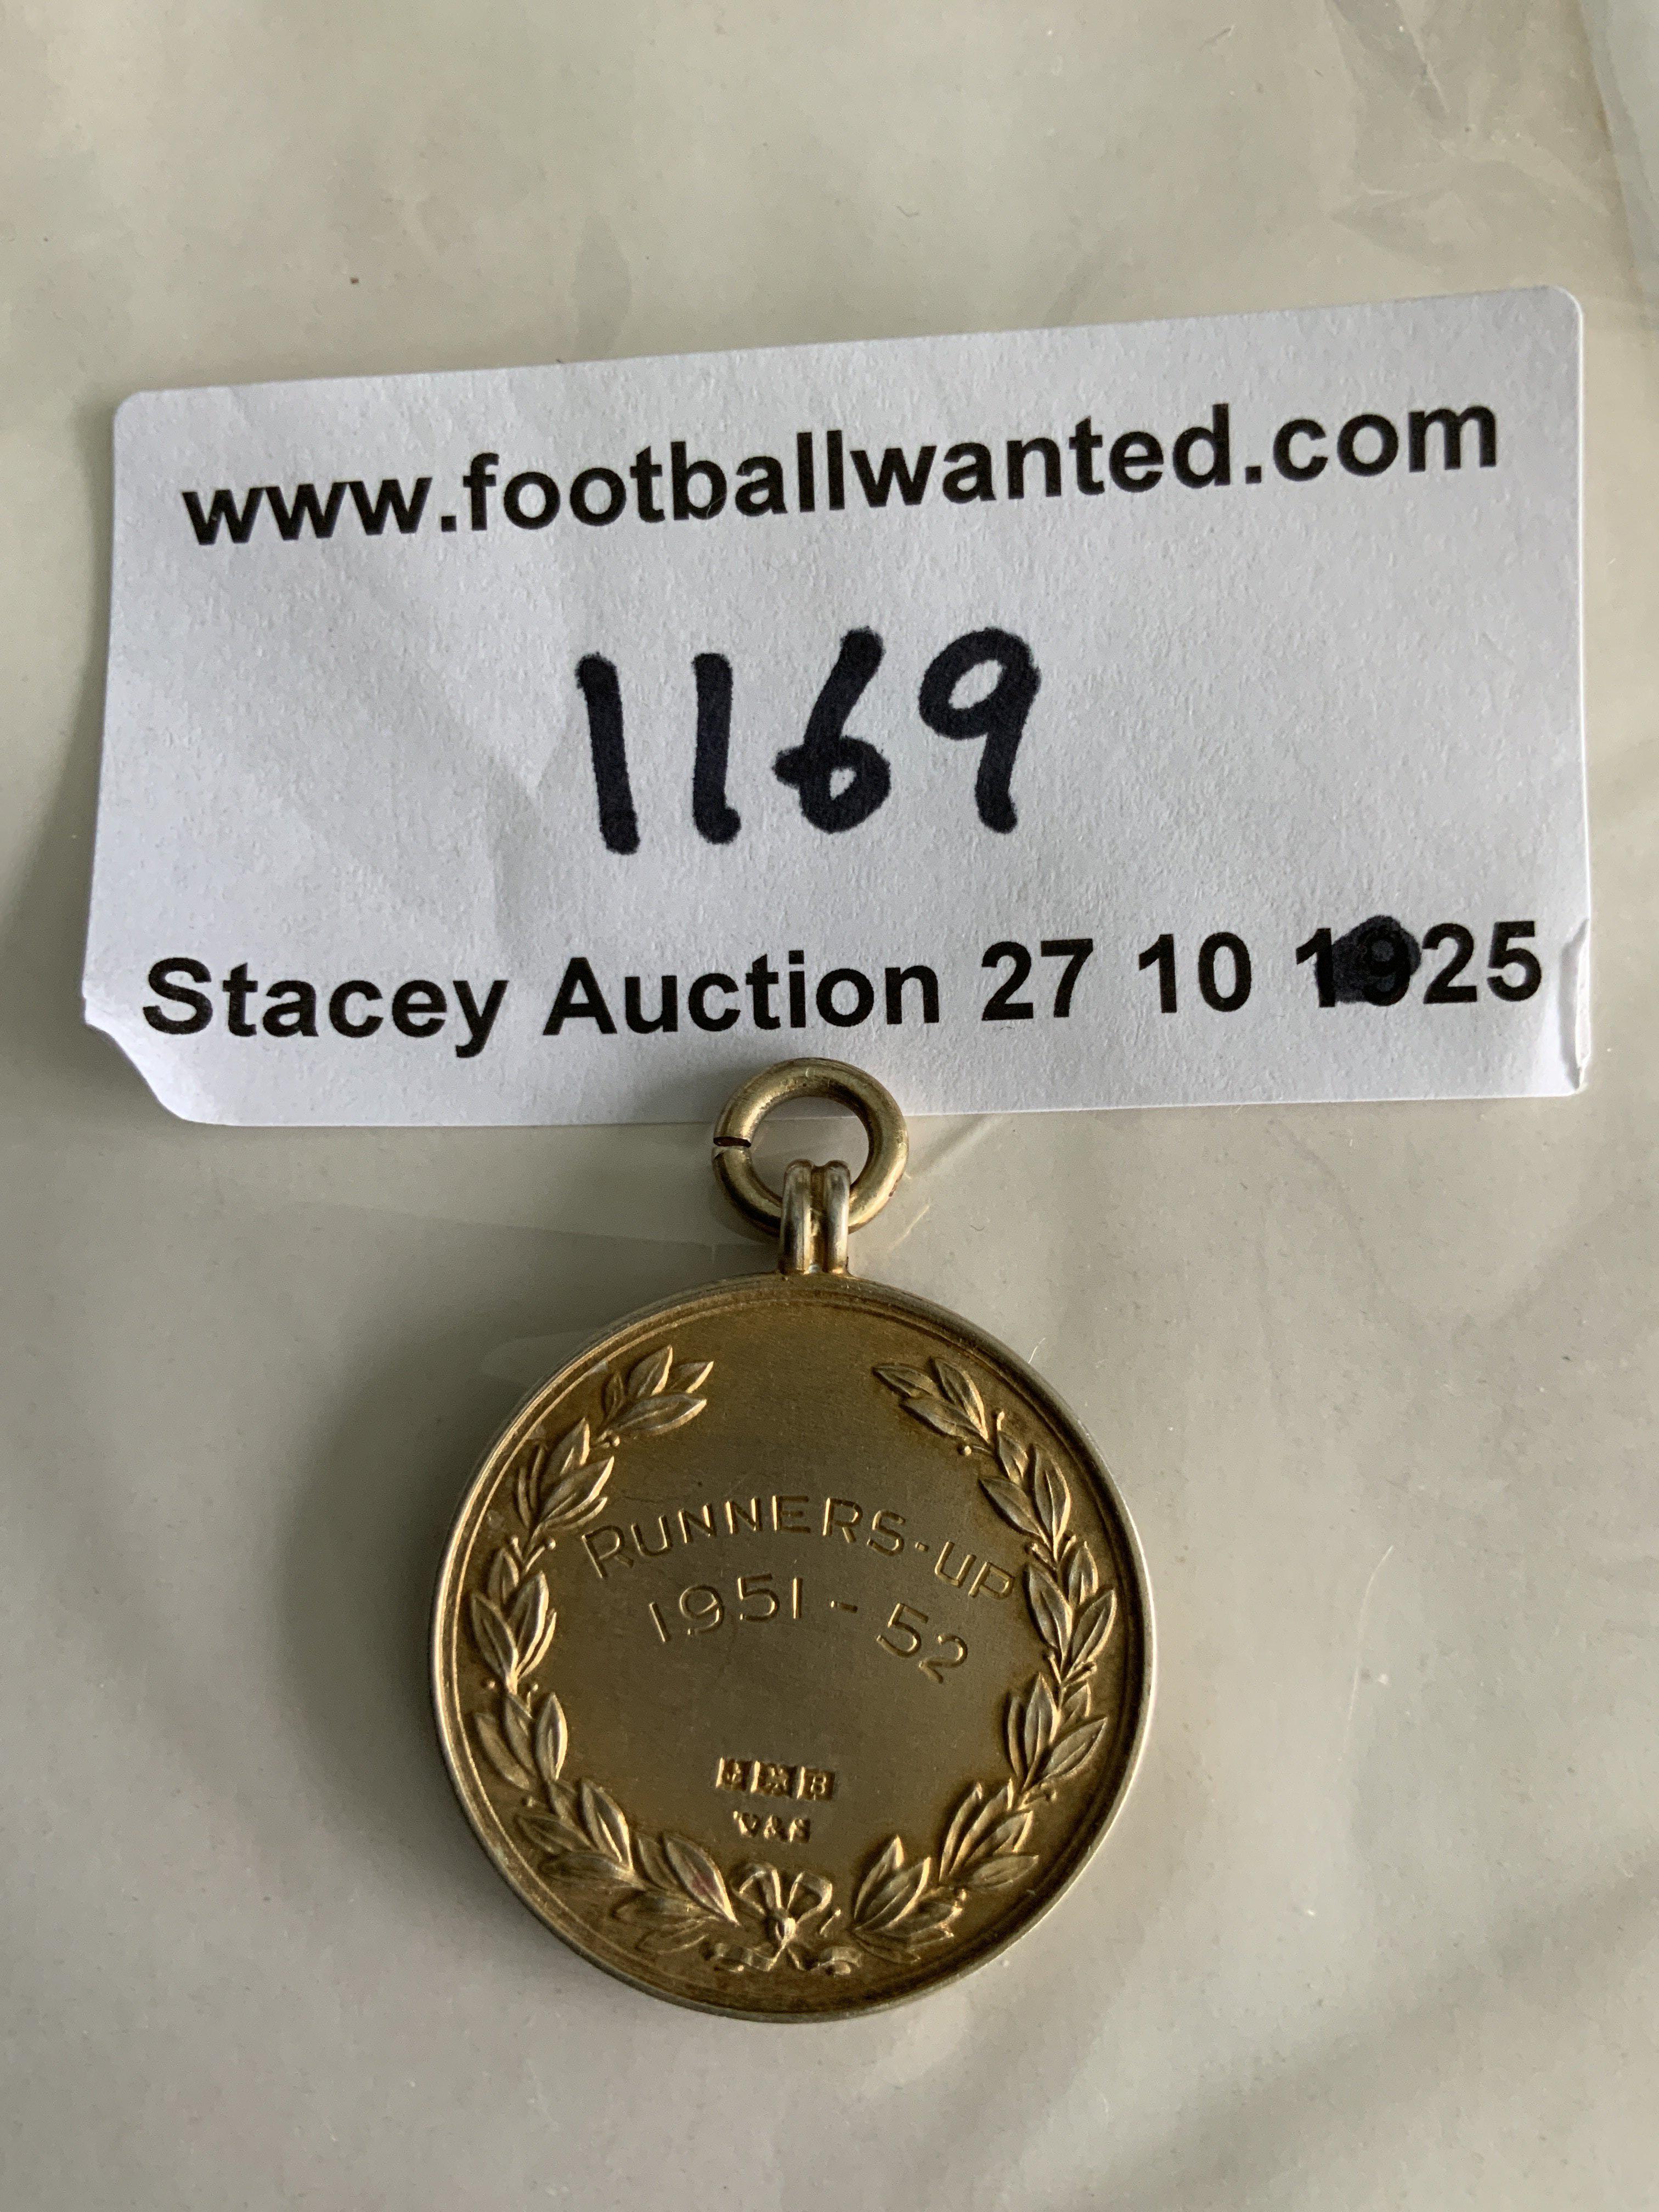 www.footballwanted.com
1169
Stacey Auction 27 10 1925
RUNNERS-UP
1951-52
B
V&S